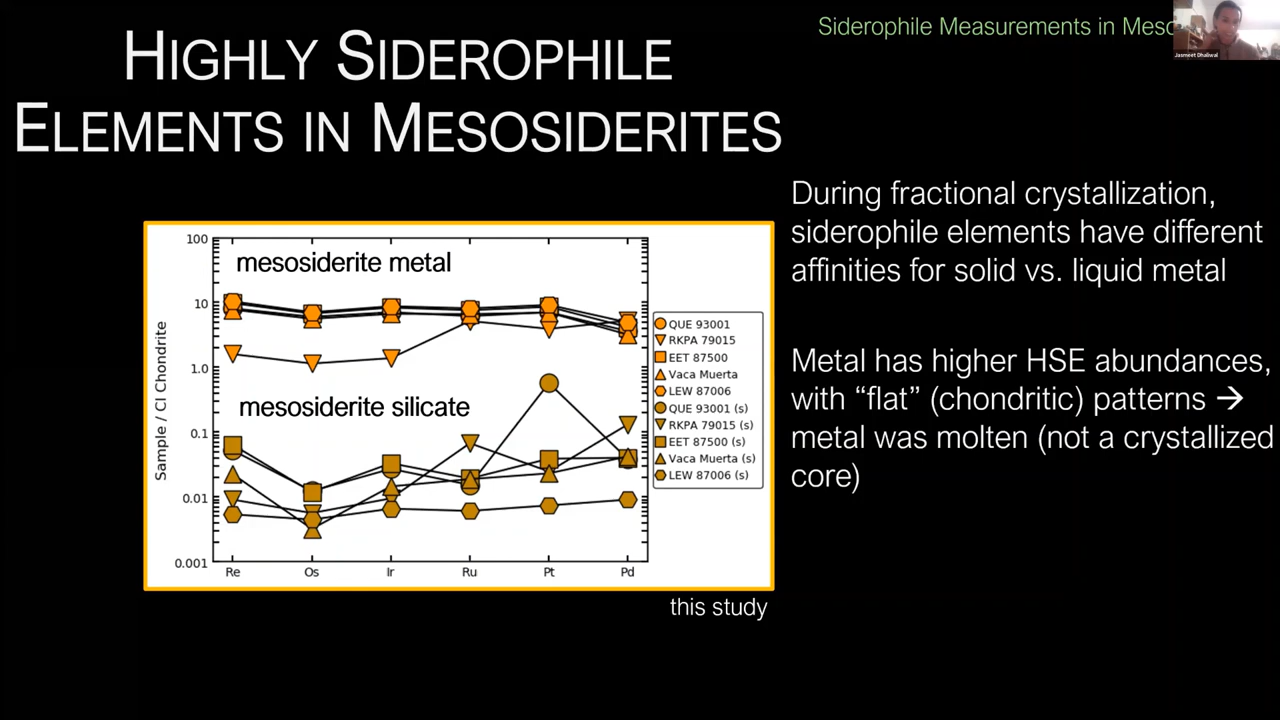 Siderophile Measurements in Meso
Jasmeet Dhaliwal
HIGHLY SIDEROPHILE
ELEMENTS IN MESOSIDERITES
During fractional crystallization,
siderophile elements have different
affinities for solid vs. liquid metal
Metal has higher HSE abundances,
with “flat” (chondritic) patterns →
metal was molten (not a crystallized
core)
Sample / CI Chondrite
100
10
1.0
0.1
0.01
0.001
mesosiderite metal
mesosiderite silicate
Re Os Ir Ru Pt Pd
QUE 93001
RKPA 79015
EET 87500
Vaca Muerta
LEW 87006
QUE 93001 (s)
RKPA 79015 (s)
EET 87500 (s)
Vaca Muerta (s)
LEW 87006 (s)
this study